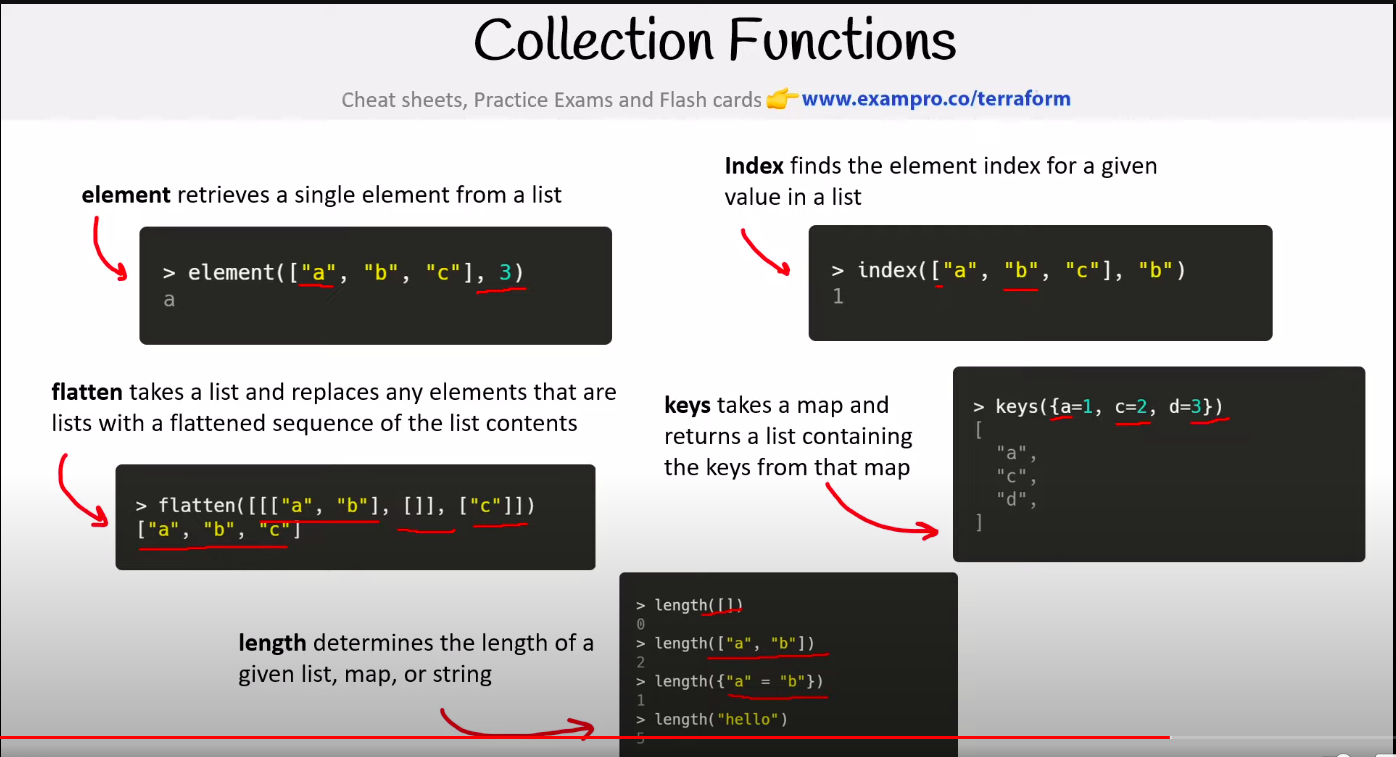 Collection Functions
Cheat sheets, Practice Exams and Flash cards 👉 www.exampro.co/terraform
element retrieves a single element from a list
> element(["a", "b", "c"], 3)
a
Index finds the element index for a given
value in a list
> index(["a", "b", "c"], "b")
1
flatten takes a list and replaces any elements that are
lists with a flattened sequence of the list contents
> flatten([[["a", "b"], []], ["c"]])
["a", "b", "c"]
keys takes a map and
returns a list containing
the keys from that map
> keys({a=1, c=2, d=3})
[
  "a",
  "c",
  "d",
]
length determines the length of a
given list, map, or string
> length([])
0
> length(["a", "b"])
2
> length({"a" = "b"})
1
> length("hello")
5